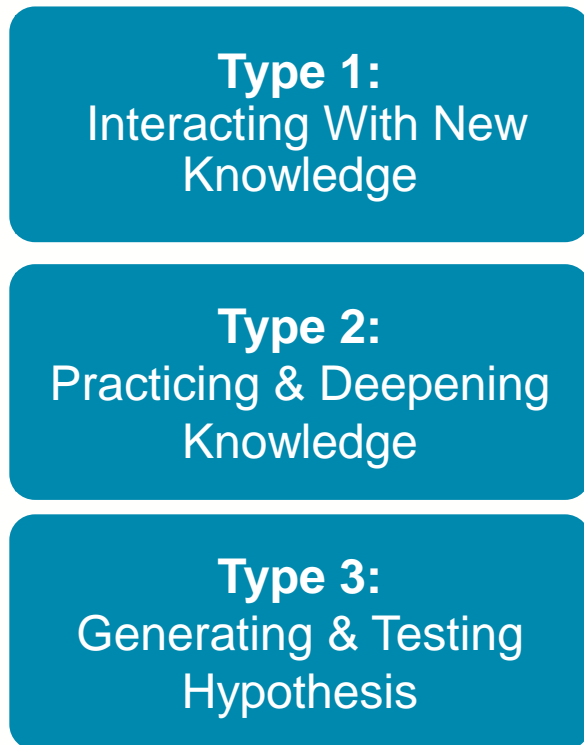 Type 1:
Interacting With New
Knowledge
Type 2:
Practicing & Deepening
Knowledge
Type 3:
Generating & Testing
Hypothesis